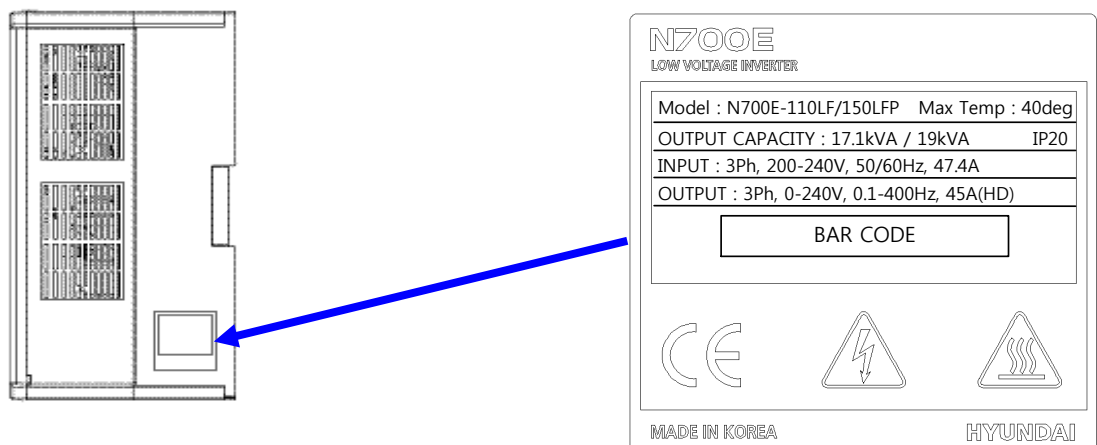 N700E
LOW VOLTAGE INVERTER
Model : N700E-110LF/150LFP Max Temp : 40deg
OUTPUT CAPACITY : 17.1kVA / 19kVA IP20
INPUT : 3Ph, 200-240V, 50/60Hz, 47.4A
OUTPUT : 3Ph, 0-240V, 0.1-400Hz, 45A(HD)
BAR CODE
CE
MADE IN KOREA HYUNDAI